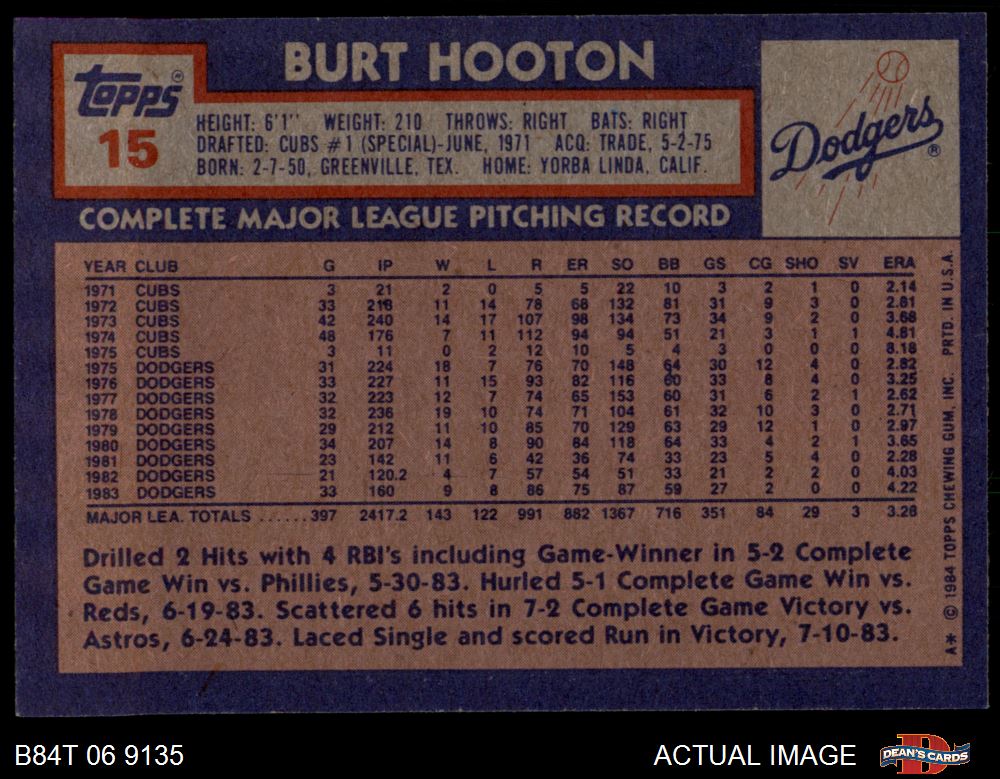 BURT HOOTON
topps®
15
HEIGHT: 6'1" WEIGHT: 210 THROWS: RIGHT BATS: RIGHT
DRAFTED: CUBS #1 (SPECIAL)-JUNE, 1971 ACQ: TRADE, 5-2-75
BORN: 2-7-50, GREENVILLE, TEX. HOME: YORBA LINDA, CALIF.
Dodgers®
COMPLETE MAJOR LEAGUE PITCHING RECORD
YEAR CLUB G IP W L R ER SO BB GS CG SHO SV ERA
1971 CUBS 3 21 2 0 5 5 22 10 3 2 1 0 2.14
1972 CUBS 33 218 11 14 78 68 132 81 31 9 3 0 2.81
1973 CUBS 42 240 14 17 107 98 134 73 34 9 2 0 3.68
1974 CUBS 48 176 7 11 112 94 94 51 21 3 1 1 4.81
1975 CUBS 3 11 0 2 12 10 5 4 3 0 0 0 8.18
1975 DODGERS 31 224 18 7 76 70 148 64 30 12 4 0 2.82
1976 DODGERS 33 227 11 15 93 82 116 60 33 8 4 0 3.25
1977 DODGERS 32 223 12 7 74 65 153 60 31 6 2 1 2.62
1978 DODGERS 32 236 19 10 74 71 104 61 32 10 3 0 2.71
1979 DODGERS 29 212 11 10 85 70 129 63 29 12 1 0 2.97
1980 DODGERS 34 207 14 8 90 84 118 64 33 4 2 1 3.65
1981 DODGERS 23 142 11 6 42 36 74 33 23 5 4 0 2.28
1982 DODGERS 21 120.2 4 7 57 54 51 33 21 2 2 0 4.03
1983 DODGERS 33 160 9 8 86 75 87 59 27 2 0 0 4.22
MAJOR LEA. TOTALS ......397 2417.2 143 122 991 882 1367 716 351 84 29 3 3.28
Drilled 2 Hits with 4 RBI's including Game-Winner in 5-2 Complete
Game Win vs. Phillies, 5-30-83. Hurled 5-1 Complete Game Win vs.
Reds, 6-19-83. Scattered 6 hits in 7-2 Complete Game Victory vs.
Astros, 6-24-83. Laced Single and scored Run in Victory, 7-10-83.
A* © 1984 TOPPS CHEWING GUM, INC. PRTD. IN U.S.A.
B84T 06 9135
ACTUAL IMAGE
DEAN'S CARDS